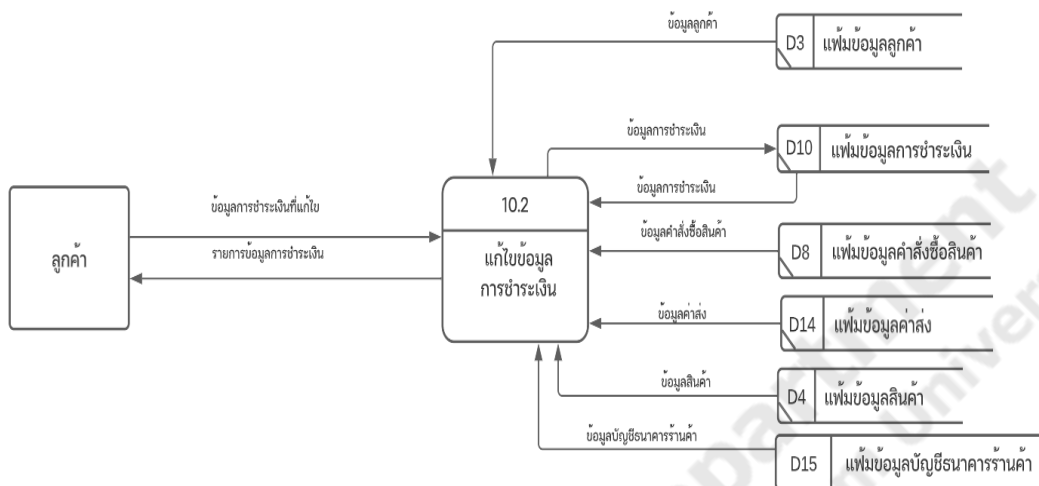 ข้อมูลลูกค้า
D3 แฟ้มข้อมูลลูกค้า
ข้อมูลการชำระเงิน
D10 แฟ้มข้อมูลการชำระเงิน
ข้อมูลการชำระเงิน
ลูกค้า
ข้อมูลการชำระเงินที่แก้ไข
รายการข้อมูลการชำระเงิน
10.2
แก้ไขข้อมูล
การชำระเงิน
ข้อมูลคำสั่งซื้อสินค้า
D8 แฟ้มข้อมูลคำสั่งซื้อสินค้า
ข้อมูลค่าส่ง
D14 แฟ้มข้อมูลค่าส่ง
ข้อมูลสินค้า
D4 แฟ้มข้อมูลสินค้า
ข้อมูลบัญชีธนาคารร้านค้า
D15 แฟ้มข้อมูลบัญชีธนาคารร้านค้า